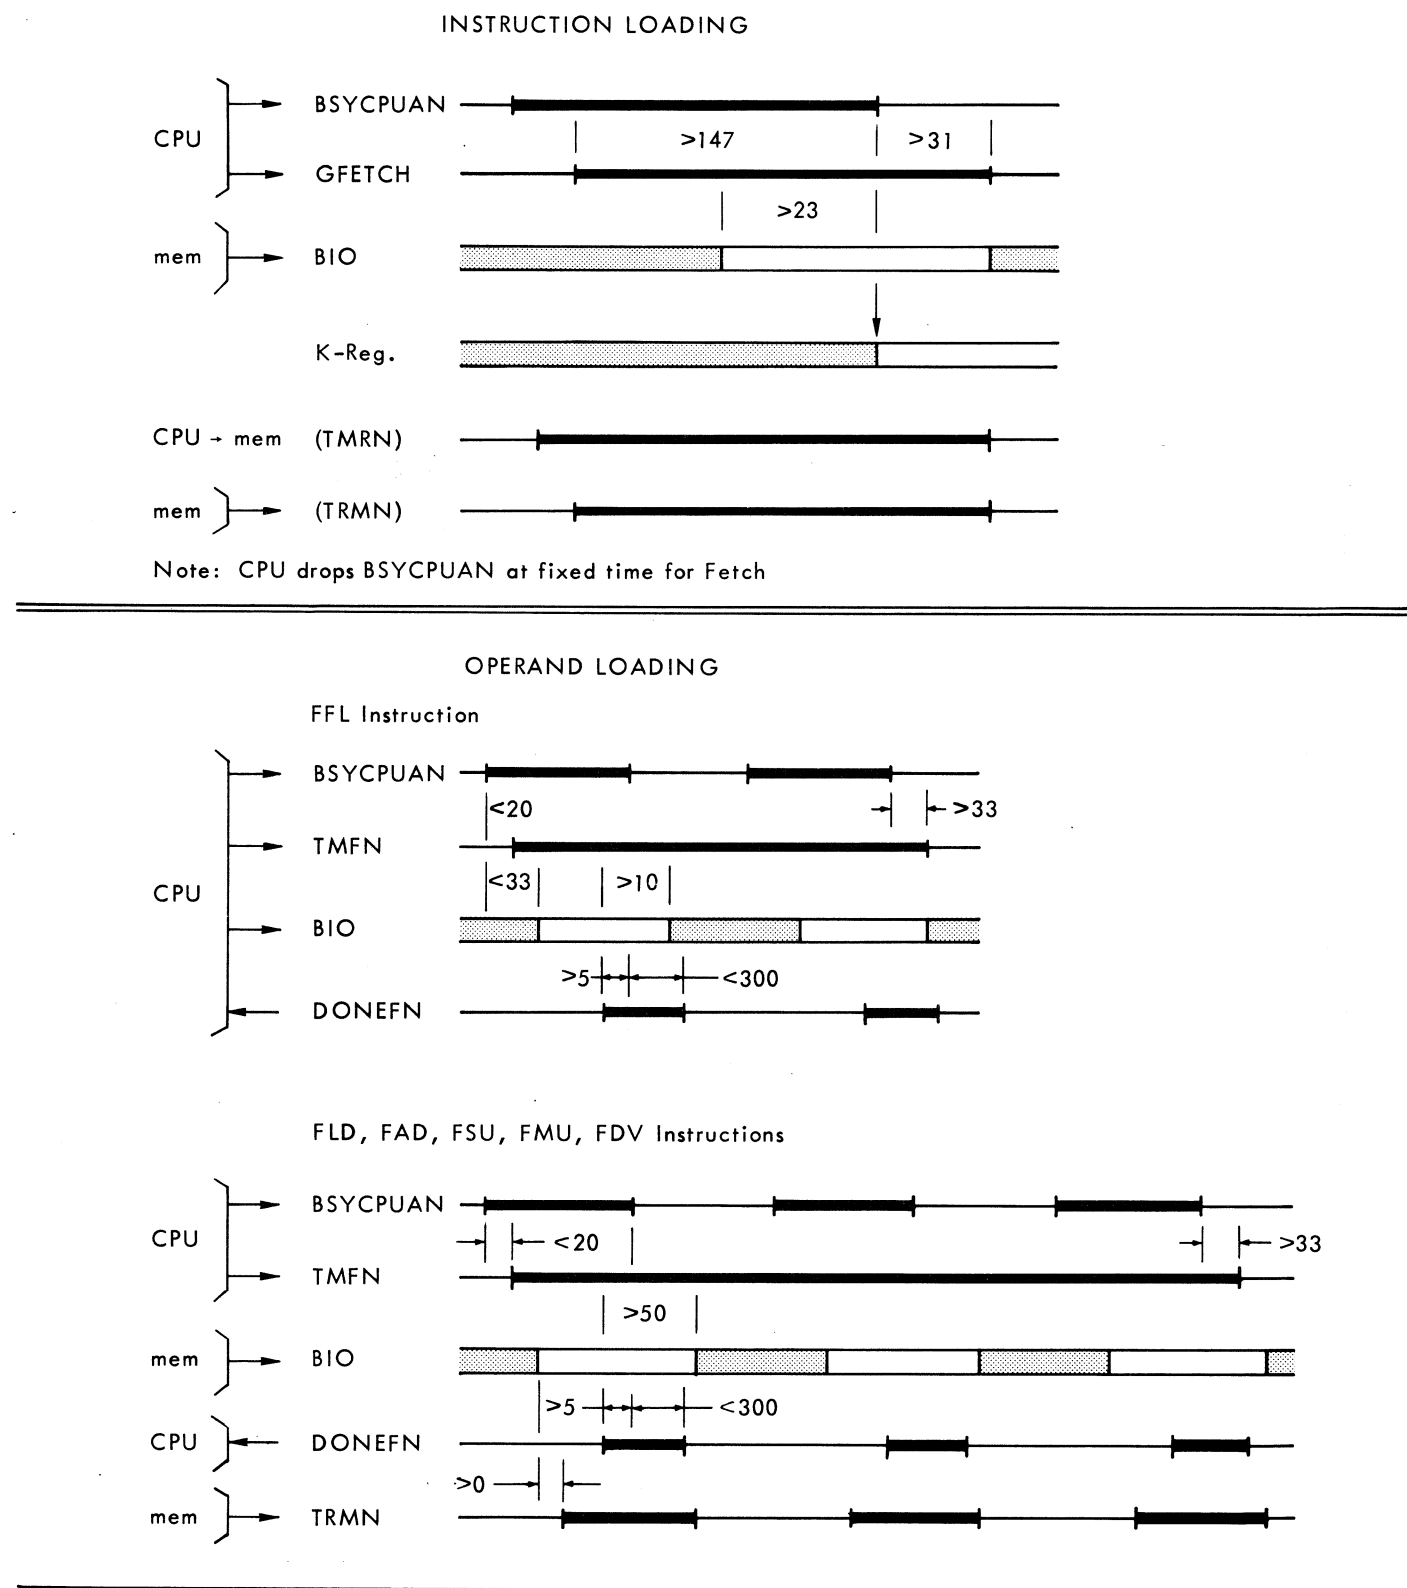 INSTRUCTION LOADING
BSYCPUAN
CPU
>147
>31
GFETCH
>23
mem
BIO
K-Reg.
CPU → mem (TMRN)
mem
(TRMN)
Note: CPU drops BSYCPUAN at fixed time for Fetch
OPERAND LOADING
FFL Instruction
BSYCPUAN
<20
>33
TMFN
CPU
<33
>10
BIO
>5
<300
DONEFN
FLD, FAD, FSU, FMU, FDV Instructions
BSYCPUAN
CPU
<20
>33
TMFN
>50
mem
BIO
>5
<300
CPU
DONEFN
>0
mem
TRMN